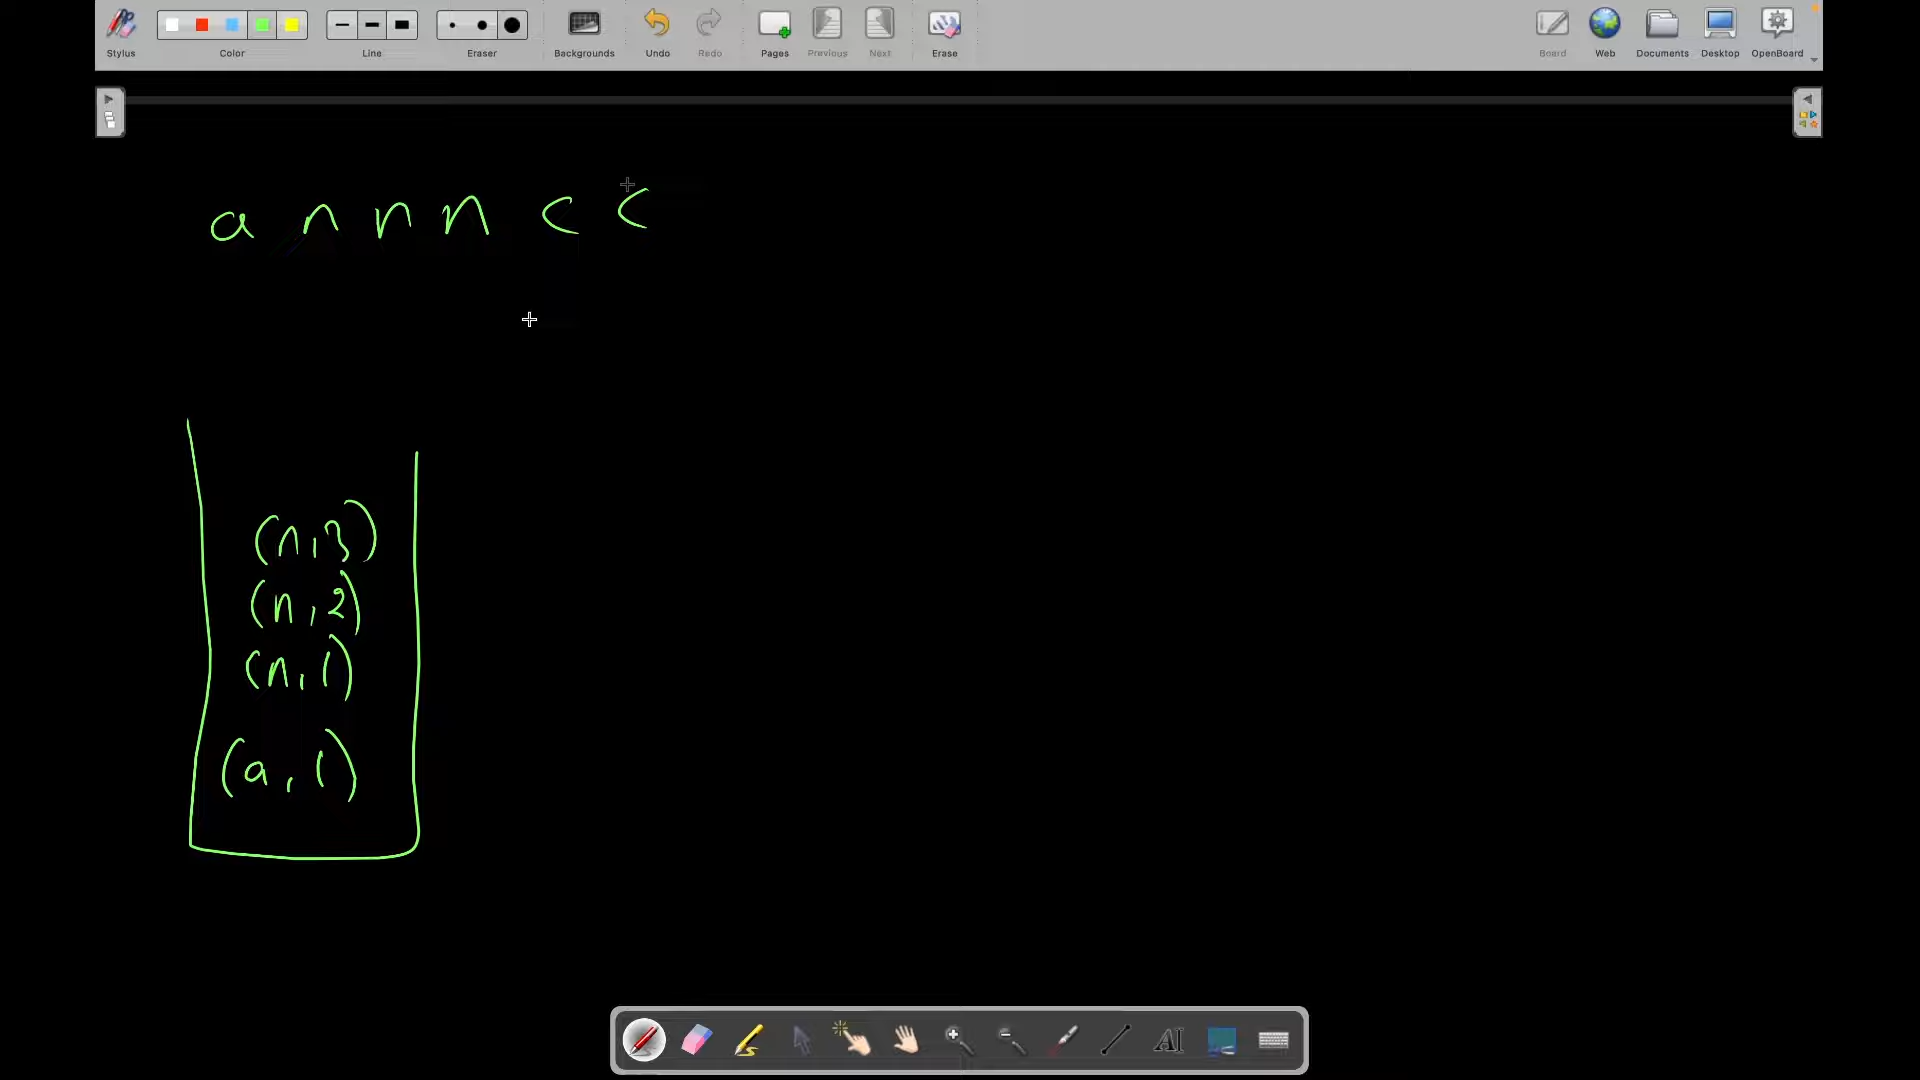 Stylus Color Line Eraser Backgrounds Undo Redo Pages Previous Next Erase Board Web Documents Desktop OpenBoard
a n n n c c
(n,3)
(n,2)
(n,1)
(a,1)
AI